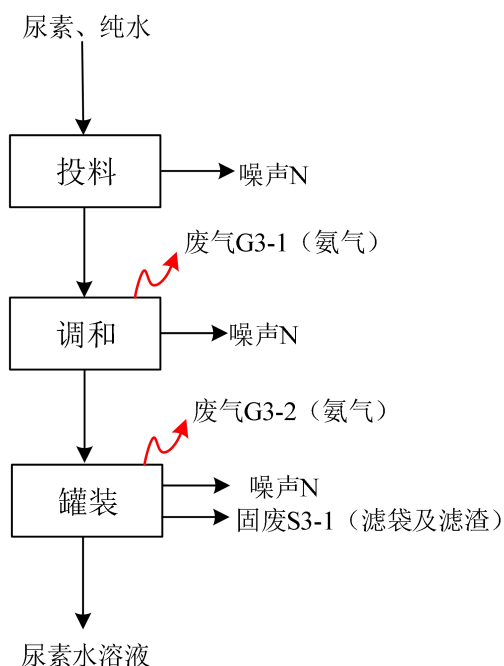 尿素、纯水
投料
噪声N
废气G3-1（氨气）
调和
噪声N
废气G3-2（氨气）
罐装
噪声N
固废S3-1（滤袋及滤渣）
尿素水溶液